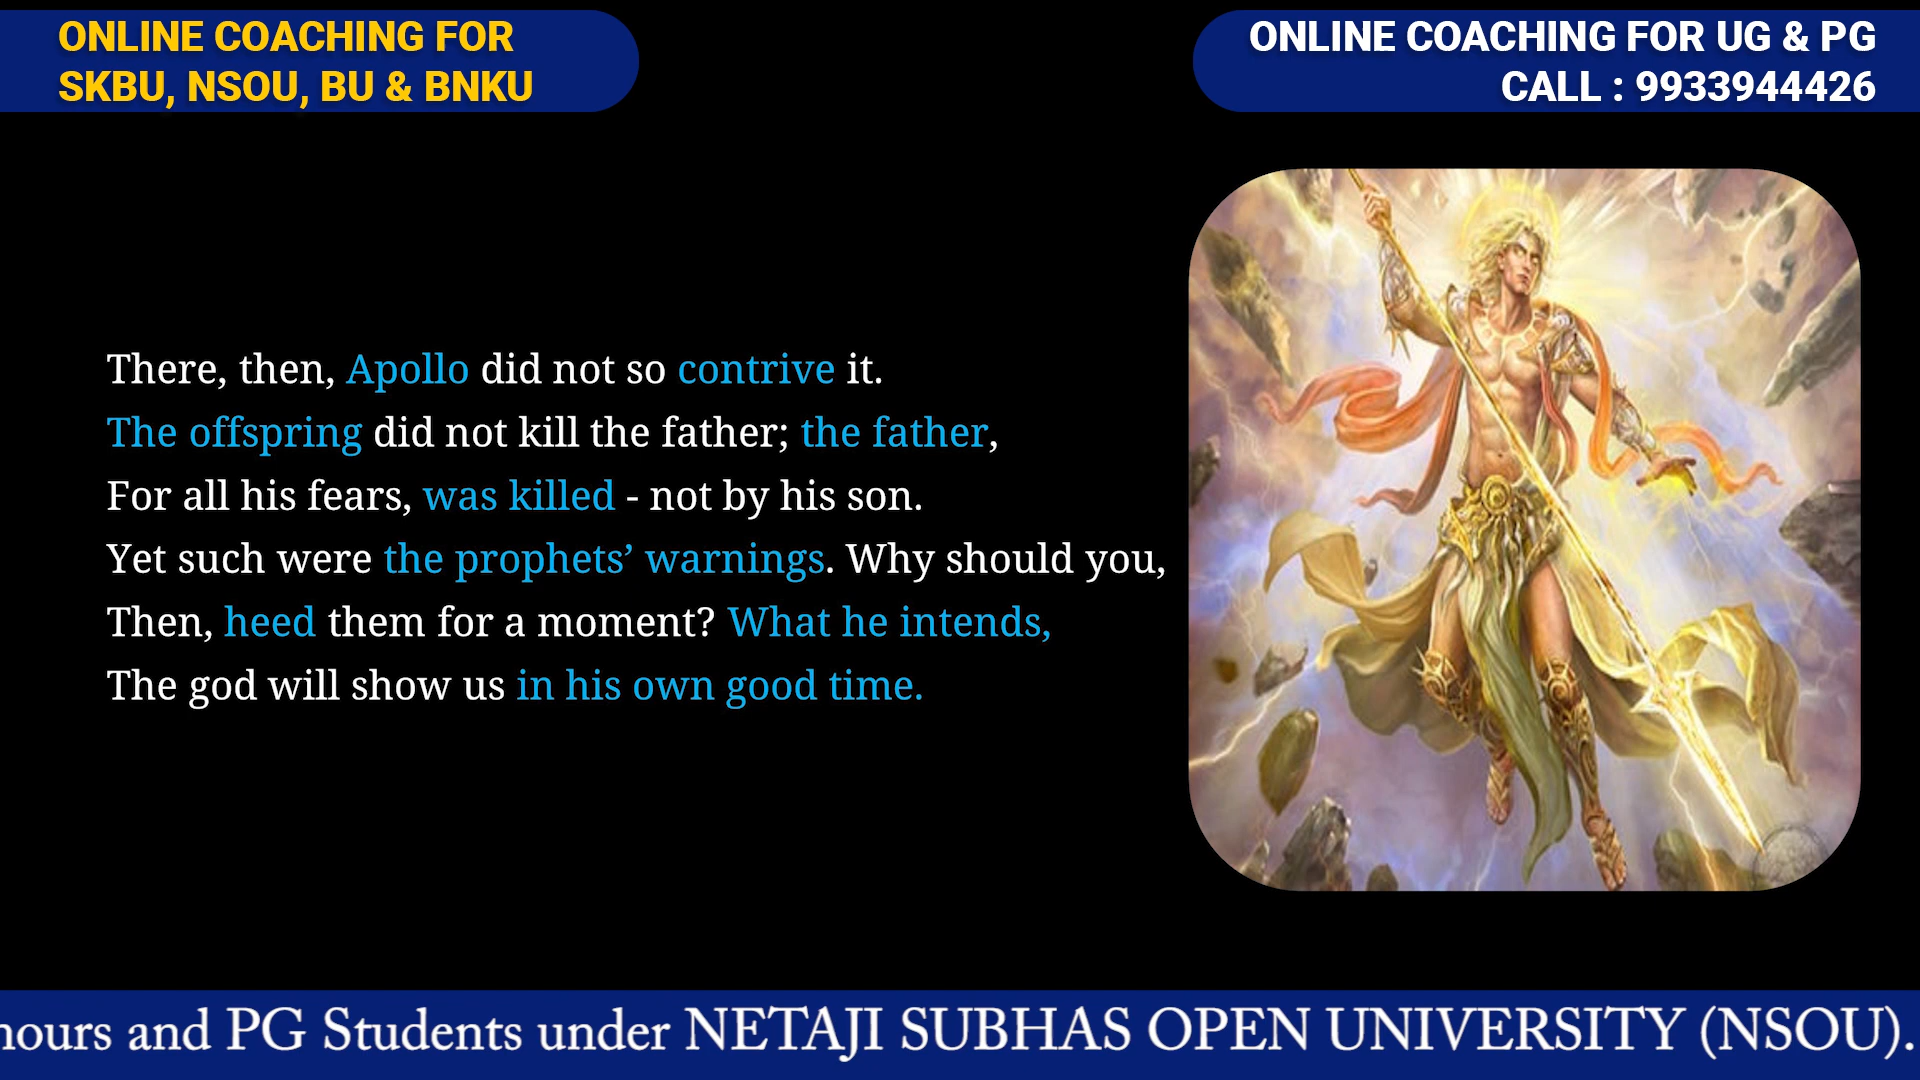 ONLINE COACHING FOR
SKBU, NSOU, BU & BNKU
ONLINE COACHING FOR UG & PG
CALL : 9933944426
There, then, Apollo did not so contrive it.
The offspring did not kill the father; the father,
For all his fears, was killed - not by his son.
Yet such were the prophets’ warnings. Why should you,
Then, heed them for a moment? What he intends,
The god will show us in his own good time.
and PG Students under NETAJI SUBHAS OPEN UNIVERSITY (NSOU).